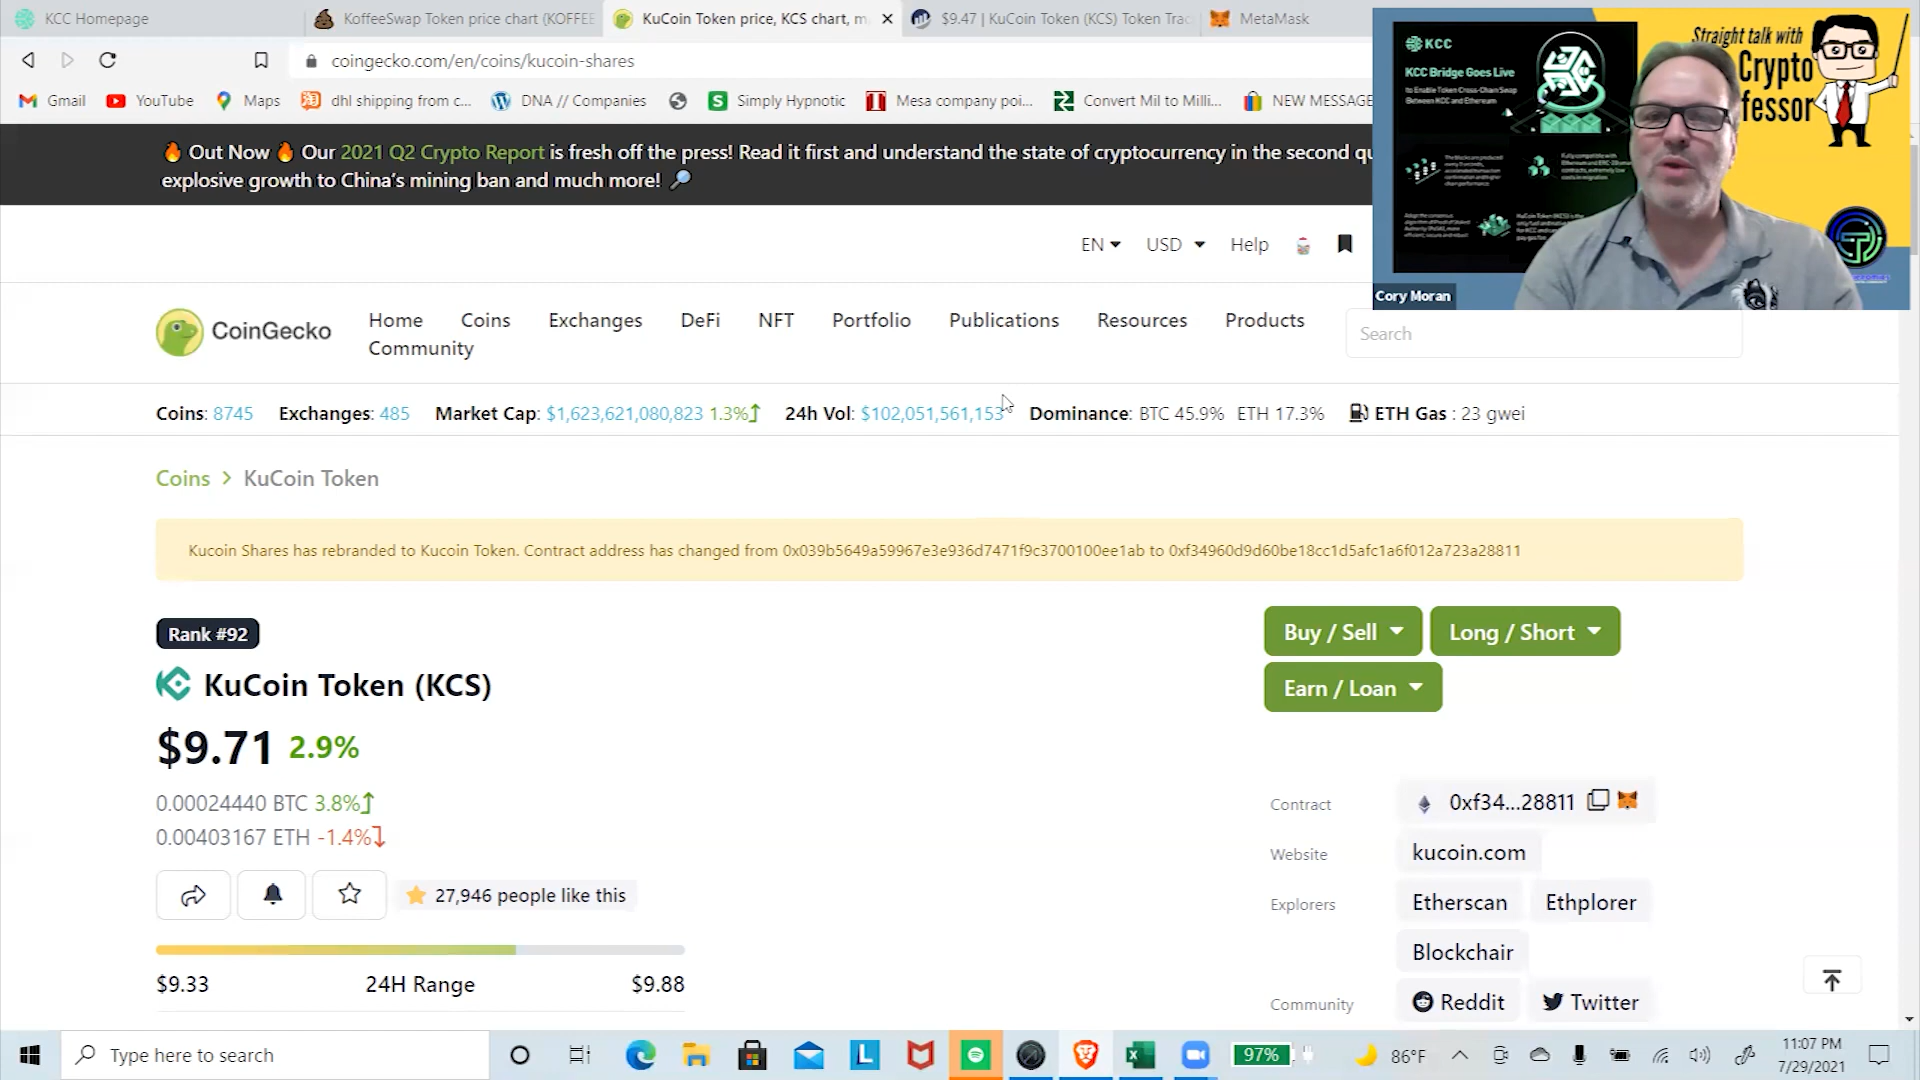 KCC Homepage
KoffeeSwap Token price chart (KOFFEE
KuCoin Token price, KCS chart, m
$9.47 | KuCoin Token (KCS) Token Trac
MetaMask
coingecko.com/en/coins/kucoin-shares
Gmail YouTube Maps dhl shipping from c... DNA // Companies Simply Hypnotic Mesa company poi... Convert Mil to Milli... NEW MESSAGE
KCC
KCC Bridge Goes Live
to Enable Token Cross-Chain Swap
Between KCC and Ethereum
Straight talk with
Crypto
fessor
Cory Moran
Out Now Our 2021 Q2 Crypto Report is fresh off the press! Read it first and understand the state of cryptocurrency in the second qu
explosive growth to China's mining ban and much more!
EN USD Help
CoinGecko
Home Coins Exchanges DeFi NFT Portfolio Publications Resources Products
Community
Search
Coins: 8745 Exchanges: 485 Market Cap: $1,623,621,080,823 1.3% 24h Vol: $102,051,561,153 Dominance: BTC 45.9% ETH 17.3% ETH Gas : 23 gwei
Coins > KuCoin Token
Kucoin Shares has rebranded to Kucoin Token. Contract address has changed from 0x039b5649a59967e3e936d7471f9c3700100ee1ab to 0xf34960d9d60be18cc1d5afc1a6f012a723a28811
Rank #92
KuCoin Token (KCS)
$9.71 2.9%
0.00024440 BTC 3.8%
0.00403167 ETH -1.4%
27,946 people like this
$9.33 24H Range $9.88
Buy / Sell Long / Short
Earn / Loan
Contract 0xf34...28811
Website kucoin.com
Explorers Etherscan Ethplorer
Blockchair
Community Reddit Twitter
Type here to search
97%
86°F
11:07 PM
7/29/2021